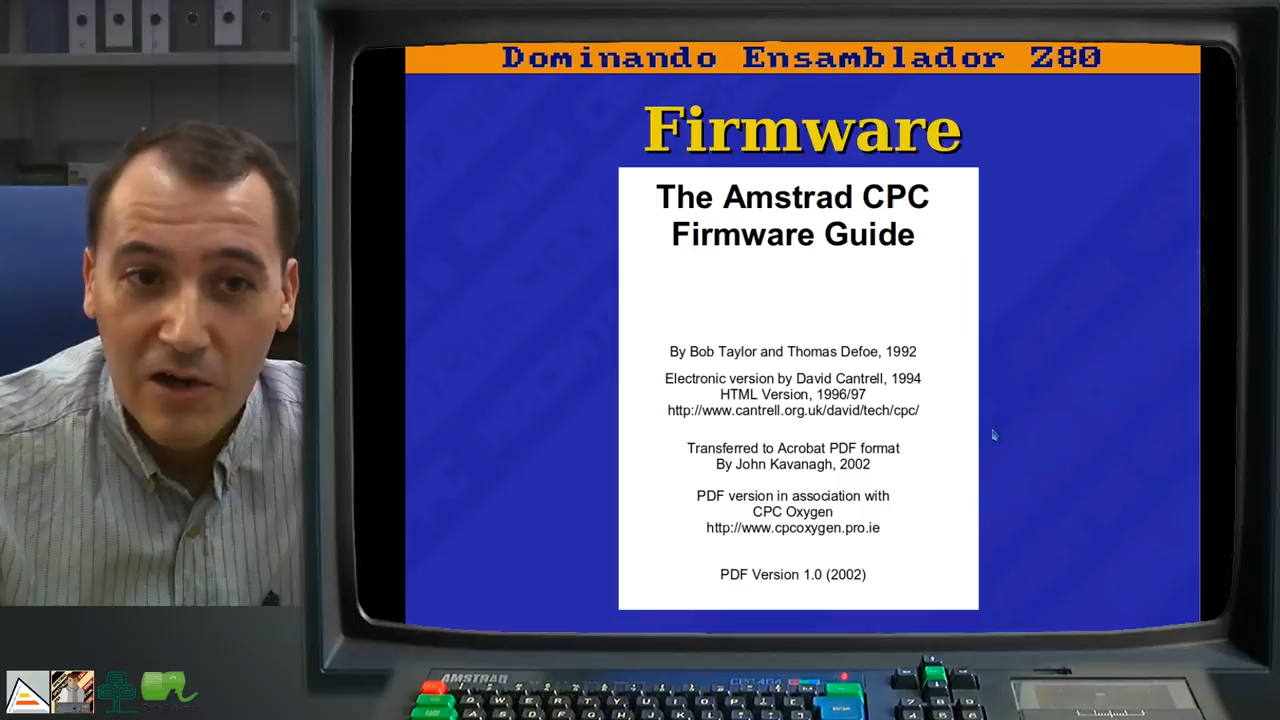 Dominando Ensamblador Z80
Firmware
The Amstrad CPC
Firmware Guide
By Bob Taylor and Thomas Defoe, 1992
Electronic version by David Cantrell, 1994
HTML Version, 1996/97
http://www.cantrell.org.uk/david/tech/cpc/
Transferred to Acrobat PDF format
By John Kavanagh, 2002
PDF version in association with
CPC Oxygen
http://www.cpcoxygen.pro.ie
PDF Version 1.0 (2002)
AMSTRAD